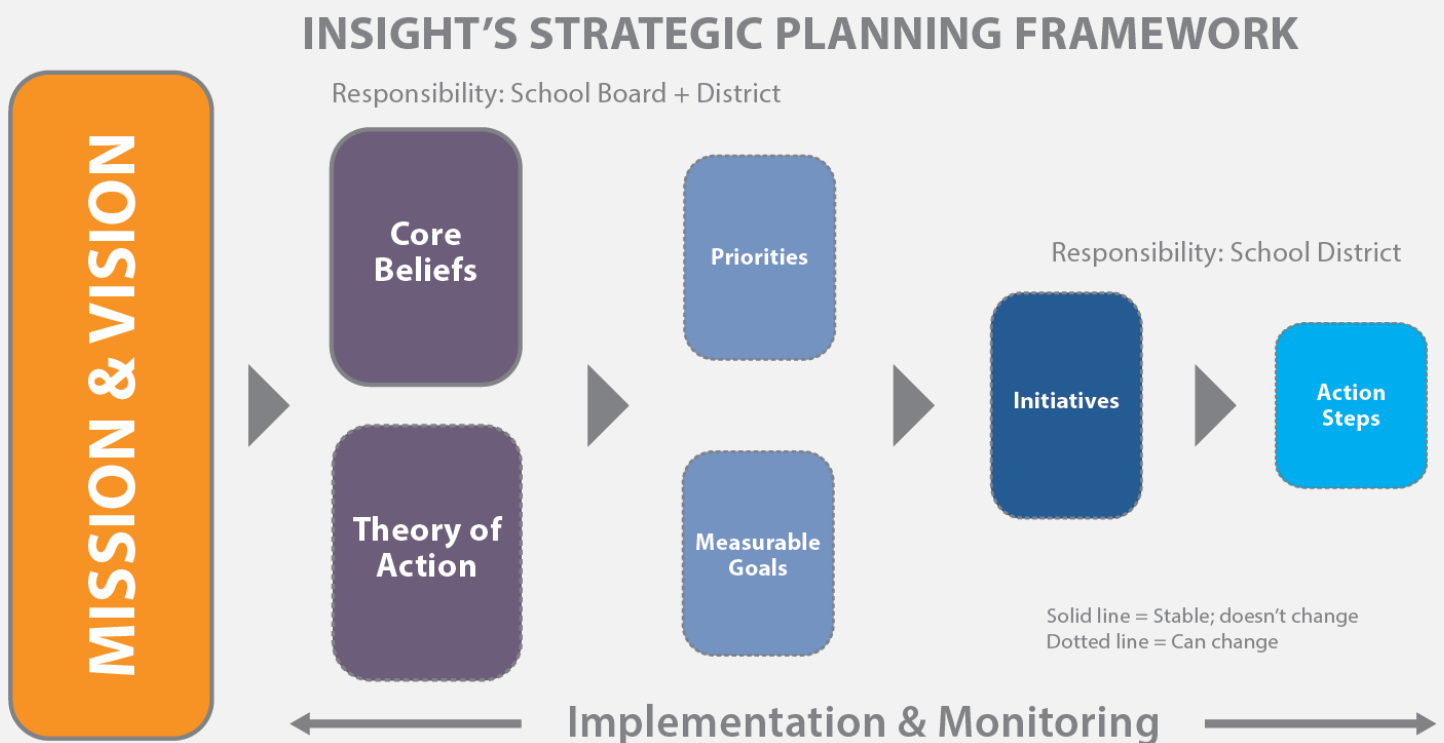 INSIGHT’S STRATEGIC PLANNING FRAMEWORK
MISSION & VISION
Responsibility: School Board + District
Core
Beliefs
Theory of
Action
Priorities
Measurable
Goals
Responsibility: School District
Initiatives
Action
Steps
Solid line = Stable; doesn’t change
Dotted line = Can change
Implementation & Monitoring